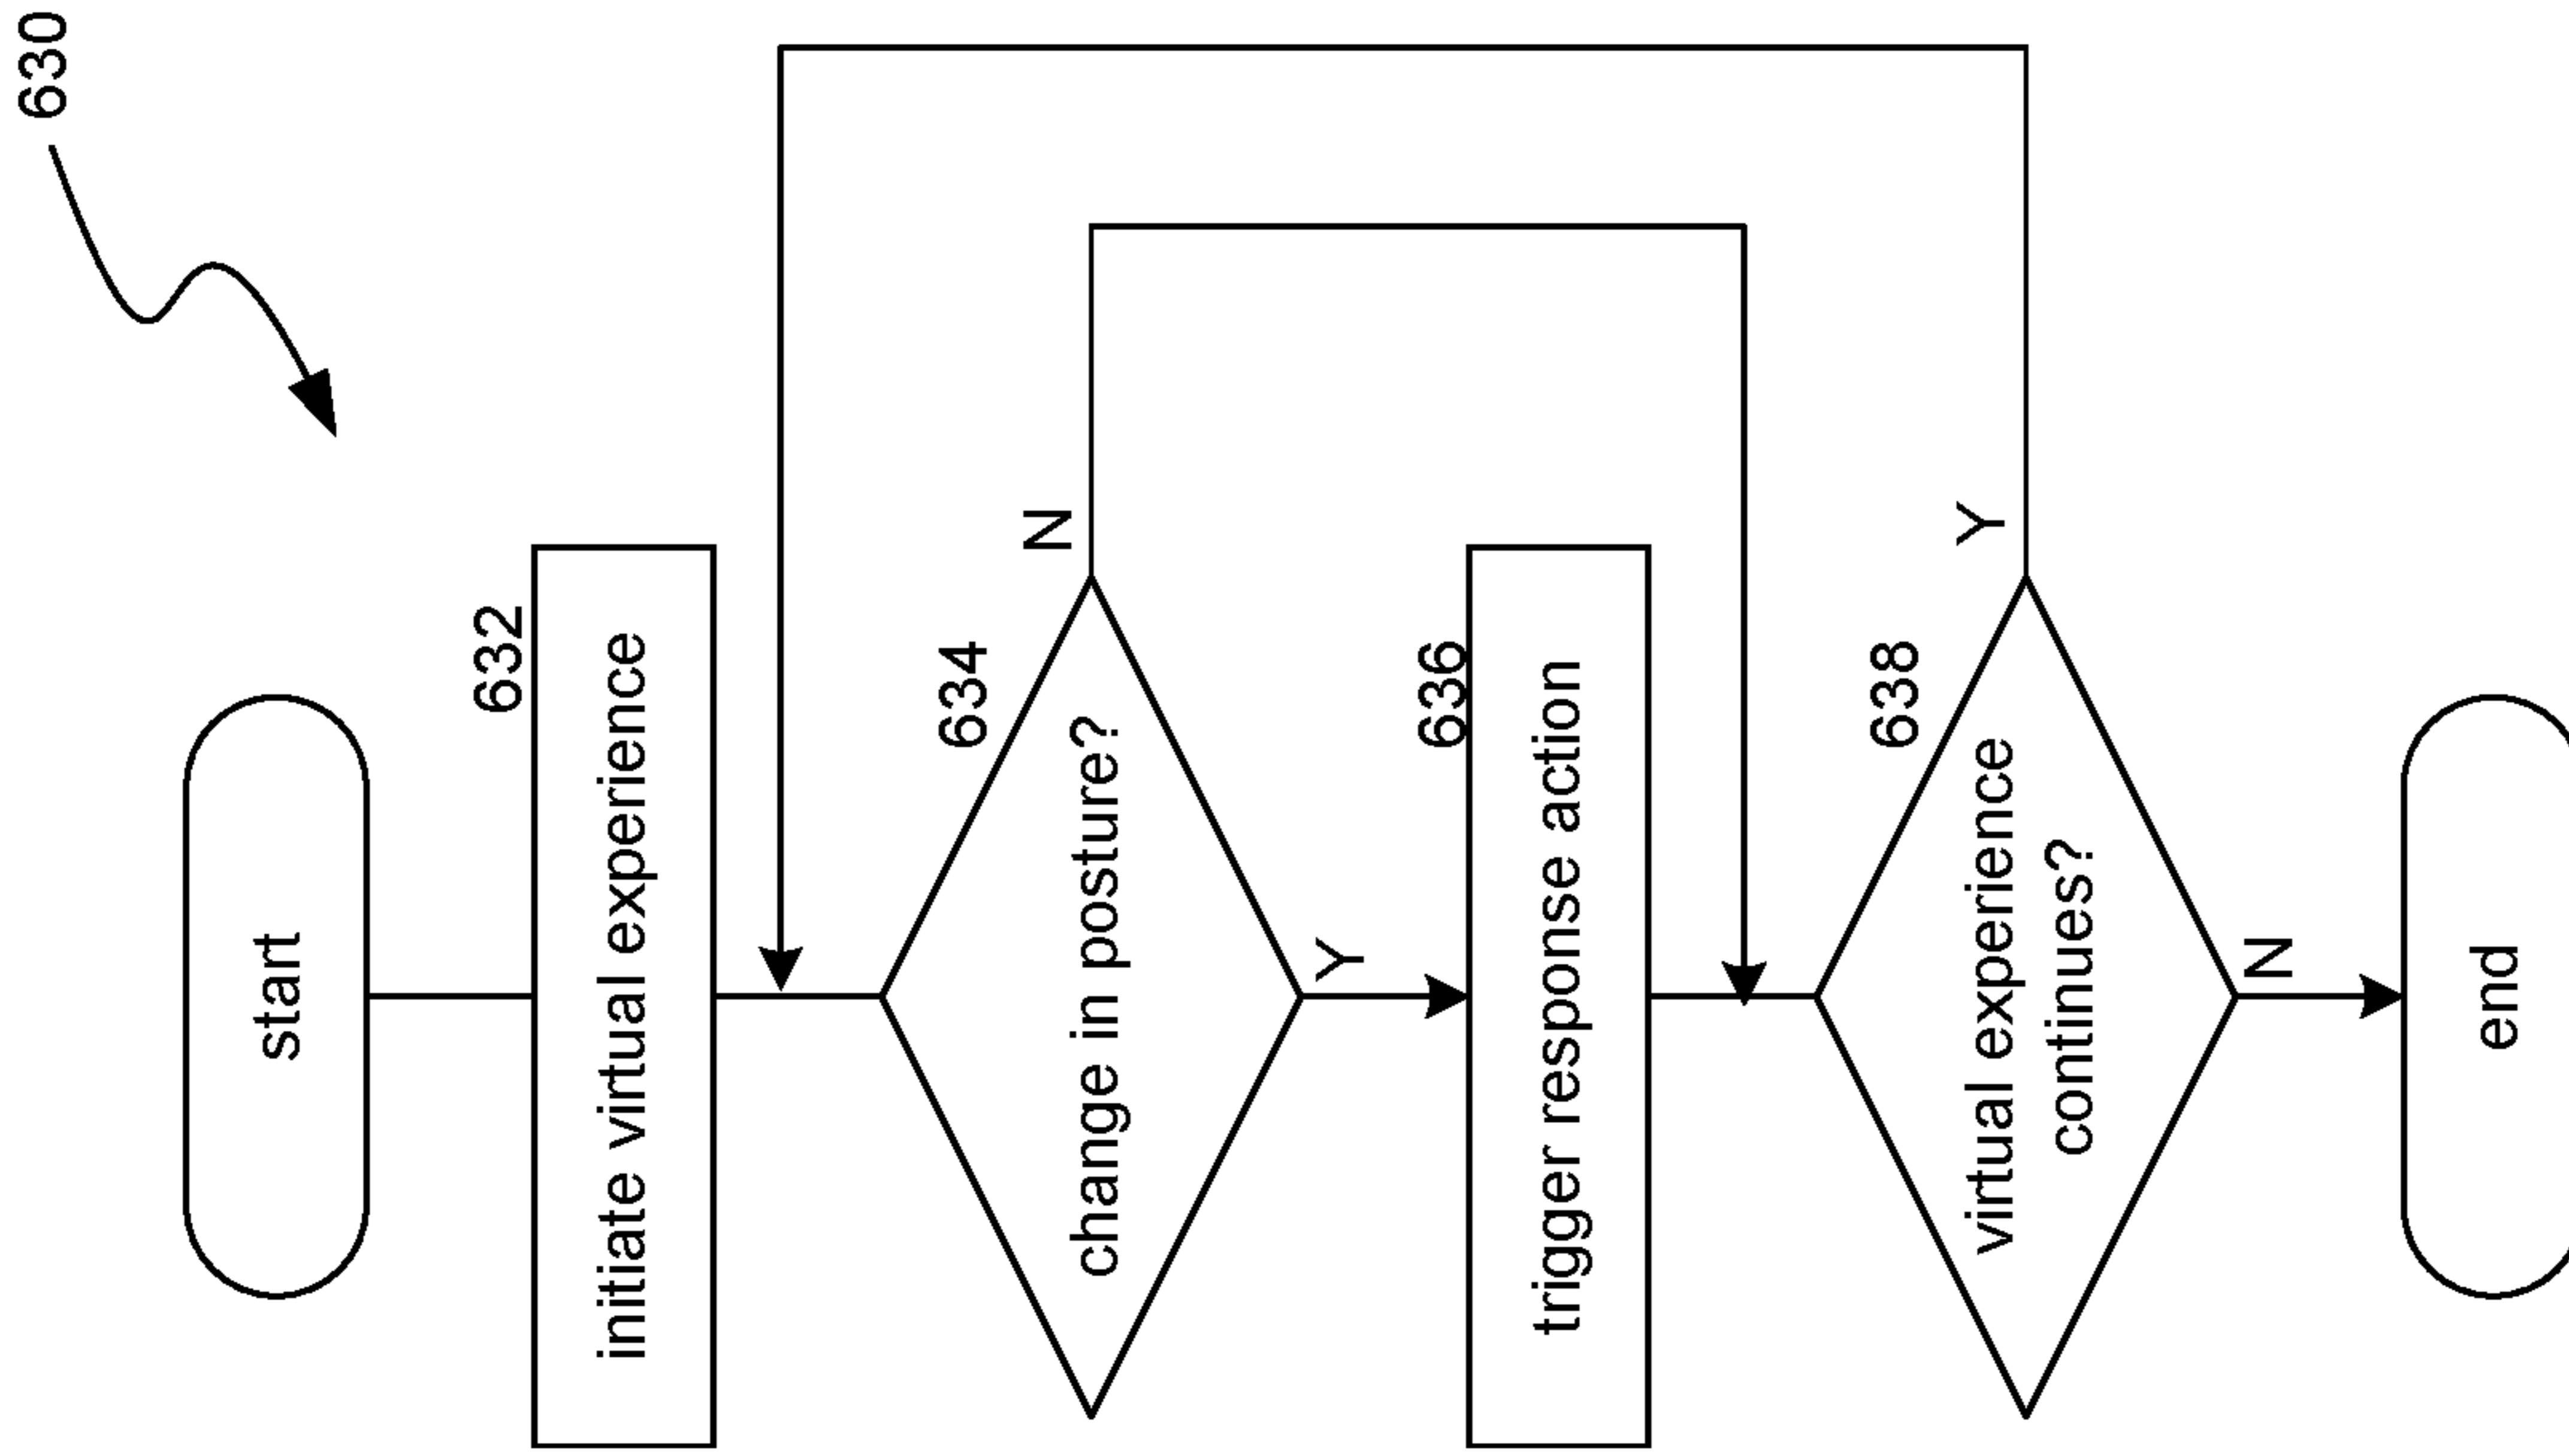 630
start
632
initiate virtual experience
634
change in posture?
N
Y
636
trigger response action
638
virtual experience
continues?
Y
N
end